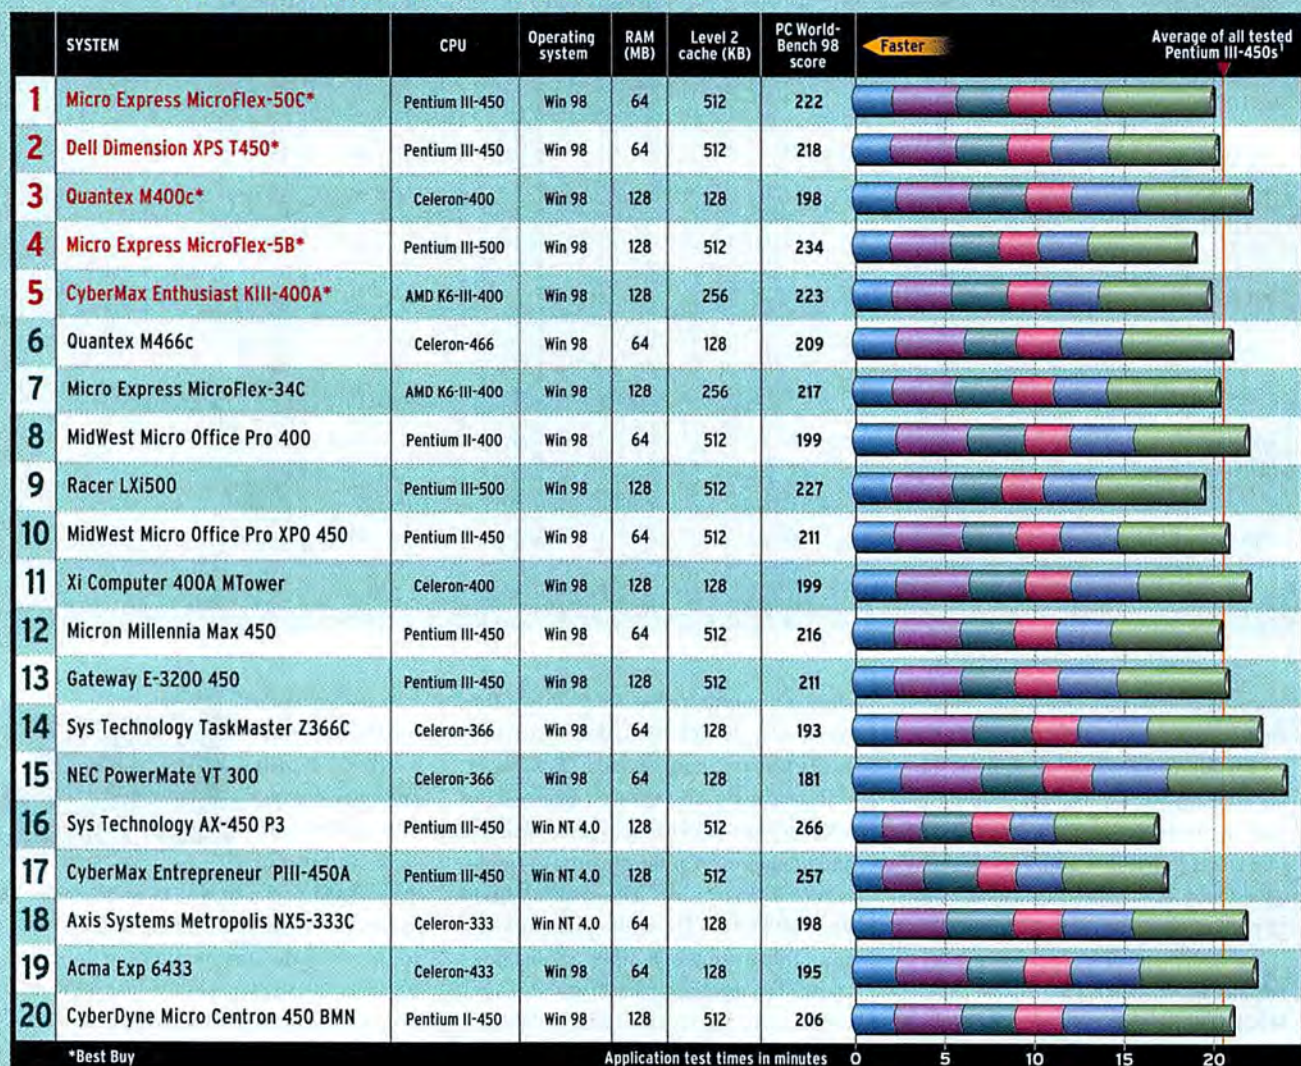 SYSTEM CPU Operating system RAM (MB) Level 2 cache (KB) PC World-Bench 98 score Faster Average of all tested Pentium III-450s¹
1 Micro Express MicroFlex-50C* Pentium III-450 Win 98 64 512 222
2 Dell Dimension XPS T450* Pentium III-450 Win 98 64 512 218
3 Quantex M400c* Celeron-400 Win 98 128 128 198
4 Micro Express MicroFlex-5B* Pentium III-500 Win 98 128 512 234
5 CyberMax Enthusiast KIII-400A* AMD K6-III-400 Win 98 128 256 223
6 Quantex M466c Celeron-466 Win 98 64 128 209
7 Micro Express MicroFlex-34C AMD K6-III-400 Win 98 128 256 217
8 MidWest Micro Office Pro 400 Pentium II-400 Win 98 64 512 199
9 Racer LXi500 Pentium III-500 Win 98 128 512 227
10 MidWest Micro Office Pro XPO 450 Pentium III-450 Win 98 64 512 211
11 Xi Computer 400A MTower Celeron-400 Win 98 128 128 199
12 Micron Millennia Max 450 Pentium III-450 Win 98 64 512 216
13 Gateway E-3200 450 Pentium III-450 Win 98 128 512 211
14 Sys Technology TaskMaster Z366C Celeron-366 Win 98 64 128 193
15 NEC PowerMate VT 300 Celeron-366 Win 98 64 128 181
16 Sys Technology AX-450 P3 Pentium III-450 Win NT 4.0 128 512 266
17 CyberMax Entrepreneur PIII-450A Pentium III-450 Win NT 4.0 128 512 257
18 Axis Systems Metropolis NX5-333C Celeron-333 Win NT 4.0 64 128 198
19 Acma Exp 6433 Celeron-433 Win 98 64 128 195
20 CyberDyne Micro Centron 450 BMN Pentium II-450 Win 98 128 512 206
*Best Buy Application test times in minutes 0 5 10 15 20